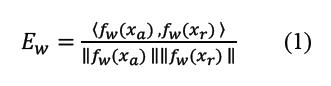 E_w = ⟨f_w(x_a) ,f_w(x_r) ⟩ / ‖f_w(x_a) ‖‖f_w(x_r) ‖ (1)